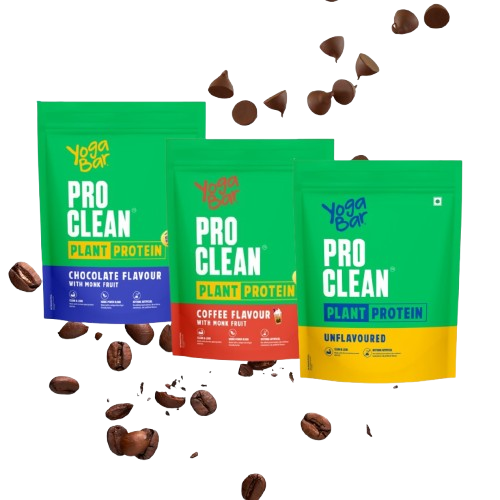 Yoga
Bar
PRO
CLEAN
PLANT PROTEIN
CHOCOLATE FLAVOUR
WITH MONK FRUIT
Yoga
Bar
PRO
CLEAN
PLANT PROTEIN
COFFEE FLAVOUR
WITH MONK FRUIT
Yoga
Bar
PRO
CLEAN
PLANT PROTEIN
UNFLAVOURED